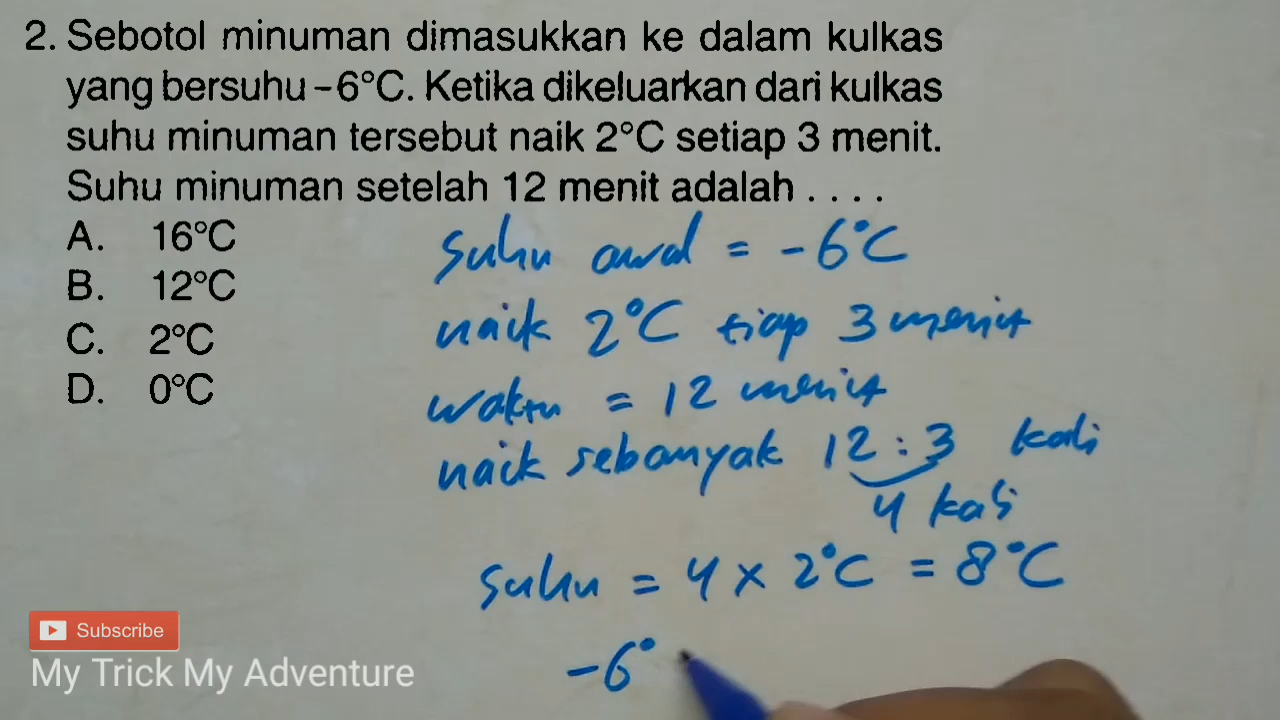 2. Sebotol minuman dimasukkan ke dalam kulkas
yang bersuhu -6°C. Ketika dikeluarkan dari kulkas
suhu minuman tersebut naik 2°C setiap 3 menit.
Suhu minuman setelah 12 menit adalah . . . .
A. 16°C
B. 12°C
C. 2°C
D. 0°C
suhu awal = -6°C
naik 2°C tiap 3 menit
waktu = 12 menit
naik sebanyak 12 : 3 kali
4 kali
suhu = 4 x 2°C = 8°C
-6°
Subscribe
My Trick My Adventure